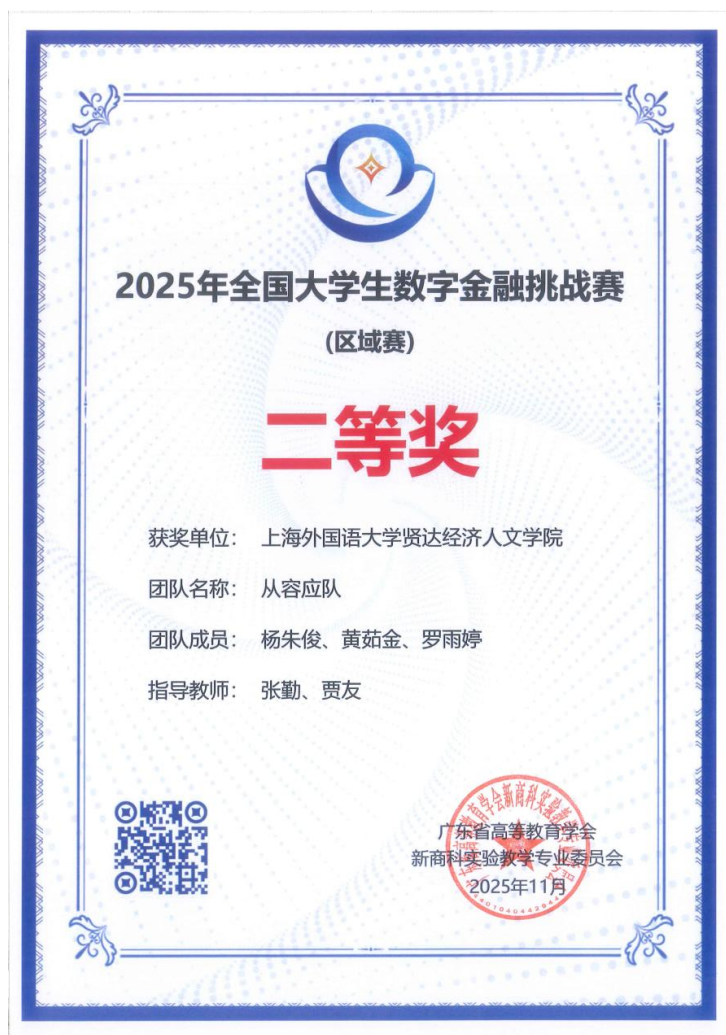 2025年全国大学生数字金融挑战赛
(区域赛)
二等奖
获奖单位： 上海外国语大学贤达经济人文学院
团队名称： 从容应队
团队成员： 杨朱俊、黄茹金、罗雨婷
指导教师： 张勤、贾友
广东省高等教育学会
新商科实验教学专业委员会
2025年11月